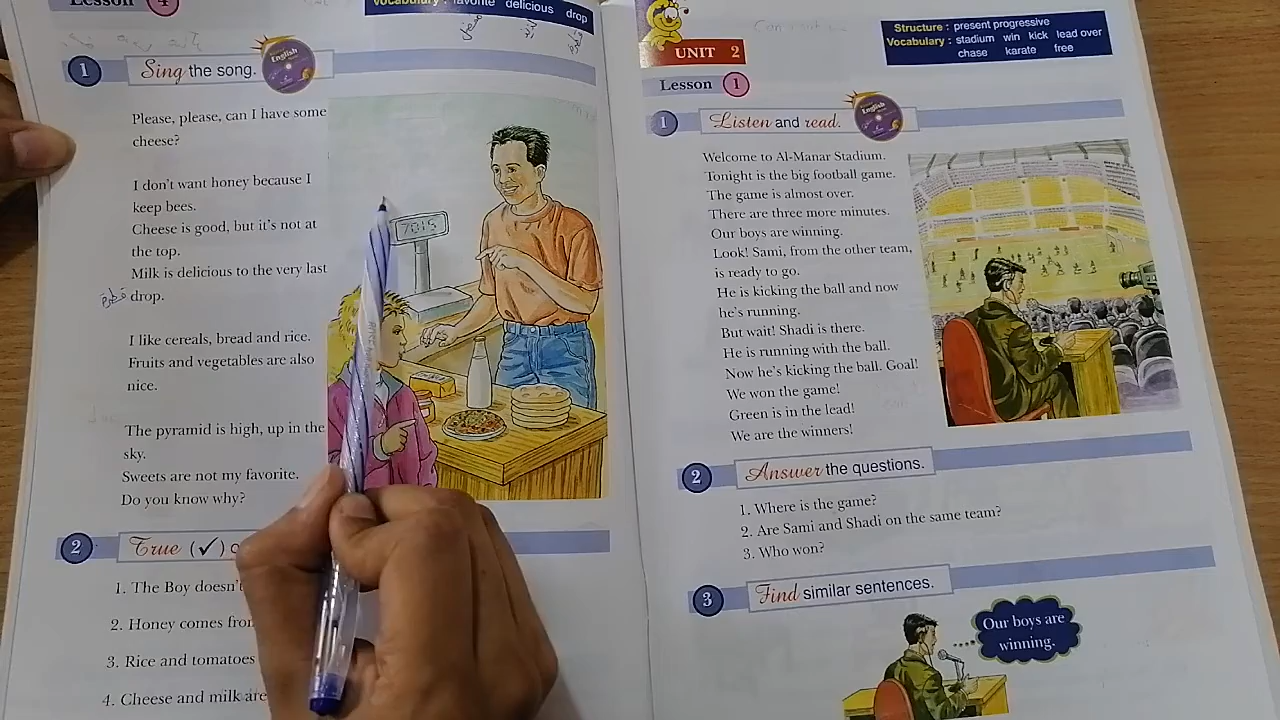 Lesson 4
Vocabulary : favorite delicious drop
1
Sing the song.
English
Please, please, can I have some
cheese?
I don't want honey because I
keep bees.
Cheese is good, but it's not at
the top.
Milk is delicious to the very last
drop.
I like cereals, bread and rice.
Fruits and vegetables are also
nice.
The pyramid is high, up in the
sky.
Sweets are not my favorite.
Do you know why?
7015
2
True (✓)
1. The Boy doesn't
2. Honey comes from
3. Rice and tomatoes
4. Cheese and milk are
UNIT 2
Structure : present progressive
Vocabulary : stadium win kick lead over
chase karate free
Lesson 1
1
Listen and read.
English
Welcome to Al-Manar Stadium.
Tonight is the big football game.
The game is almost over.
There are three more minutes.
Our boys are winning.
Look! Sami, from the other team,
is ready to go.
He is kicking the ball and now
he's running.
But wait! Shadi is there.
He is running with the ball.
Now he's kicking the ball. Goal!
We won the game!
Green is in the lead!
We are the winners!
2
Answer the questions.
1. Where is the game?
2. Are Sami and Shadi on the same team?
3. Who won?
3
Find similar sentences.
Our boys are
winning.